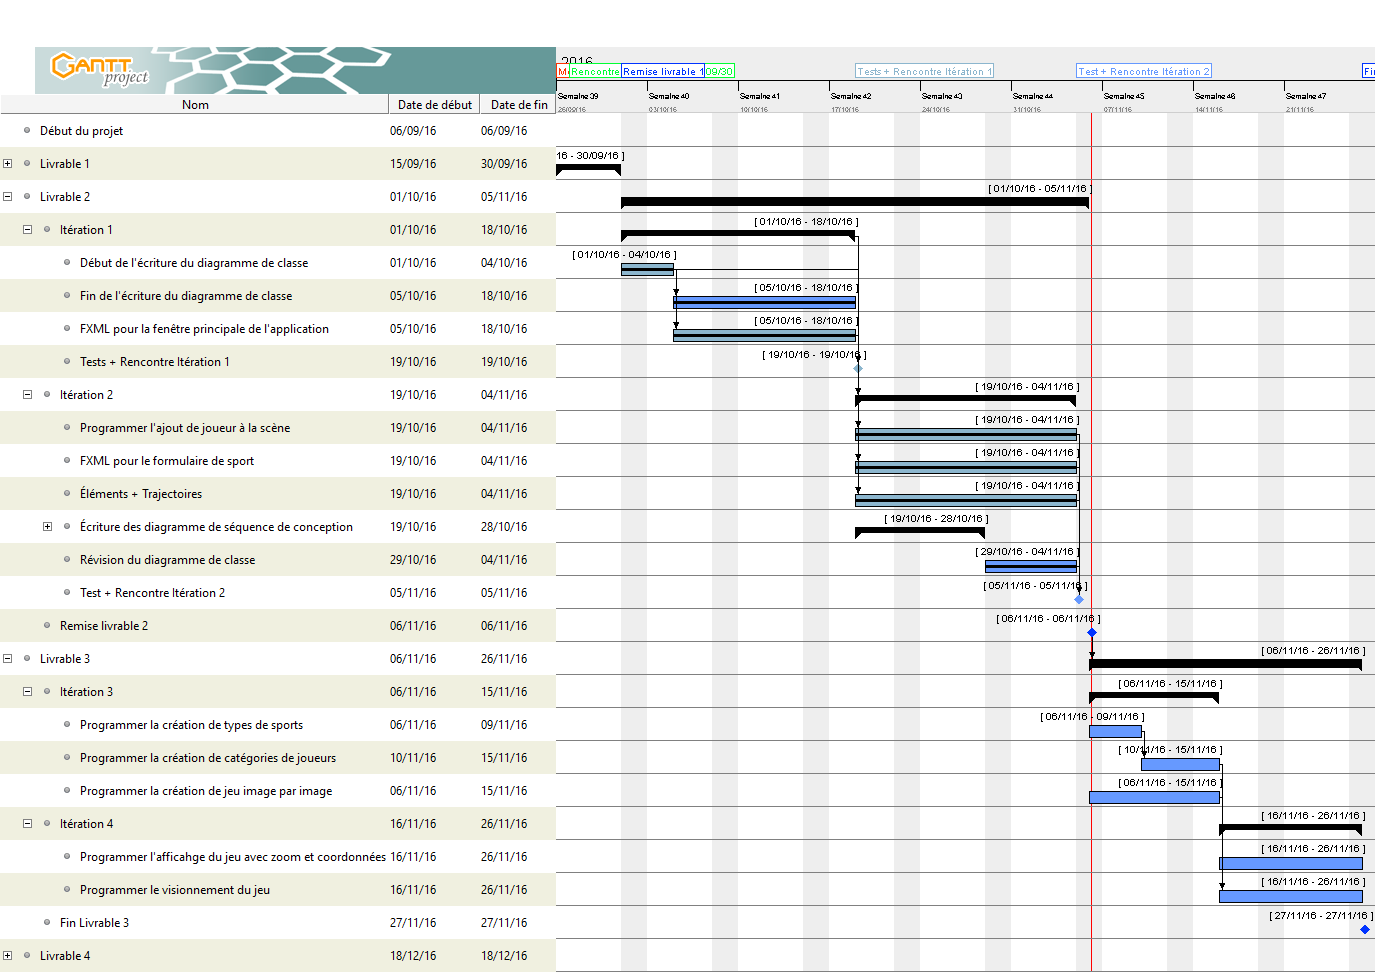 GANTT
project
2016
Rencontre
Remise livrable 1
09/30
Tests + Rencontre Itération 1
Test + Rencontre Itération 2
Nom Date de début Date de fin
Semaine 39 Semaine 40 Semaine 41 Semaine 42 Semaine 43 Semaine 44 Semaine 45 Semaine 46 Semaine 47
26/09/16 03/10/16 10/10/16 17/10/16 24/10/16 31/10/16 07/11/16 14/11/16 21/11/16
Début du projet 06/09/16 06/09/16
Livrable 1 15/09/16 30/09/16
16 - 30/09/16 ]
Livrable 2 01/10/16 05/11/16
[ 01/10/16 - 05/11/16 ]
Itération 1 01/10/16 18/10/16
[ 01/10/16 - 18/10/16 ]
Début de l'écriture du diagramme de classe 01/10/16 04/10/16
[ 01/10/16 - 04/10/16 ]
Fin de l'écriture du diagramme de classe 05/10/16 18/10/16
[ 05/10/16 - 18/10/16 ]
FXML pour la fenêtre principale de l'application 05/10/16 18/10/16
[ 05/10/16 - 18/10/16 ]
Tests + Rencontre Itération 1 19/10/16 19/10/16
[ 19/10/16 - 19/10/16 ]
Itération 2 19/10/16 04/11/16
[ 19/10/16 - 04/11/16 ]
Programmer l'ajout de joueur à la scène 19/10/16 04/11/16
[ 19/10/16 - 04/11/16 ]
FXML pour le formulaire de sport 19/10/16 04/11/16
[ 19/10/16 - 04/11/16 ]
Éléments + Trajectoires 19/10/16 04/11/16
[ 19/10/16 - 04/11/16 ]
Écriture des diagramme de séquence de conception 19/10/16 28/10/16
[ 19/10/16 - 28/10/16 ]
Révision du diagramme de classe 29/10/16 04/11/16
[ 29/10/16 - 04/11/16 ]
Test + Rencontre Itération 2 05/11/16 05/11/16
[ 05/11/16 - 05/11/16 ]
Remise livrable 2 06/11/16 06/11/16
[ 06/11/16 - 06/11/16 ]
Livrable 3 06/11/16 26/11/16
[ 06/11/16 - 26/11/16 ]
Itération 3 06/11/16 15/11/16
[ 06/11/16 - 15/11/16 ]
Programmer la création de types de sports 06/11/16 09/11/16
[ 06/11/16 - 09/11/16 ]
Programmer la création de catégories de joueurs 10/11/16 15/11/16
[ 10/11/16 - 15/11/16 ]
Programmer la création de jeu image par image 06/11/16 15/11/16
[ 06/11/16 - 15/11/16 ]
Itération 4 16/11/16 26/11/16
[ 16/11/16 - 26/11/16 ]
Programmer l'afficahge du jeu avec zoom et coordonnées 16/11/16 26/11/16
[ 16/11/16 - 26/11/16 ]
Programmer le visionnement du jeu 16/11/16 26/11/16
[ 16/11/16 - 26/11/16 ]
Fin Livrable 3 27/11/16 27/11/16
[ 27/11/16 - 27/11/16 ]
Livrable 4 18/12/16 18/12/16